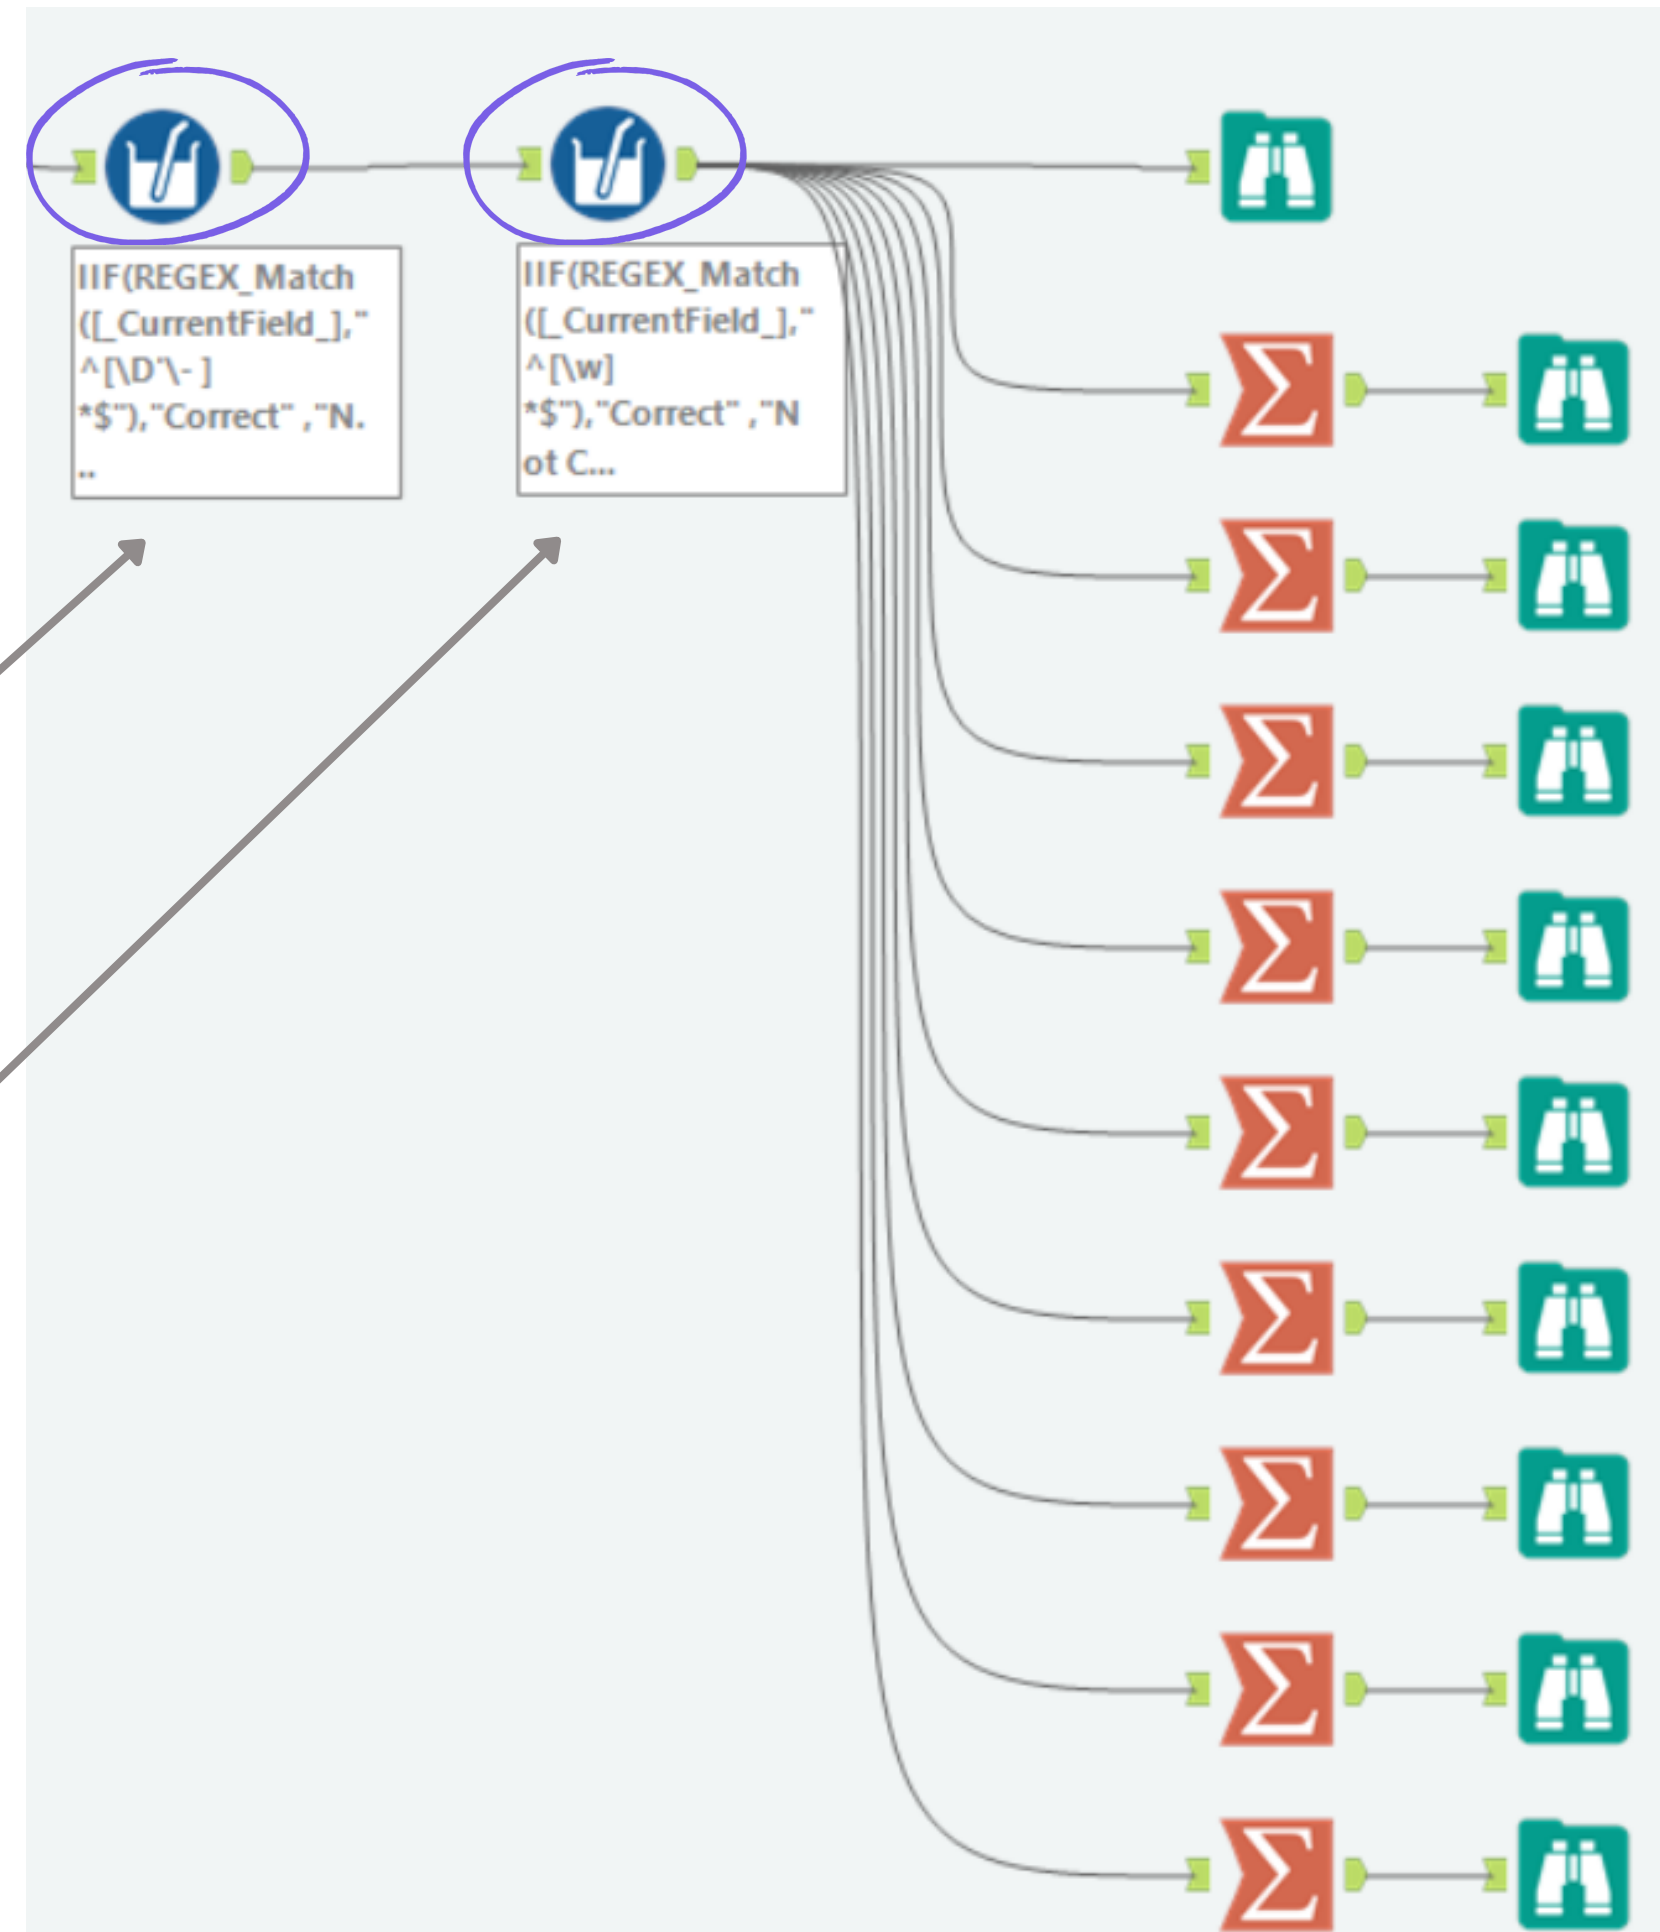 IIF(REGEX_Match
([_CurrentField_],"
^[\D'\- ]
*$"),"Correct" ,"N.
..
IIF(REGEX_Match
([_CurrentField_],"
^[\w]
*$"),"Correct" ,"N
ot C...